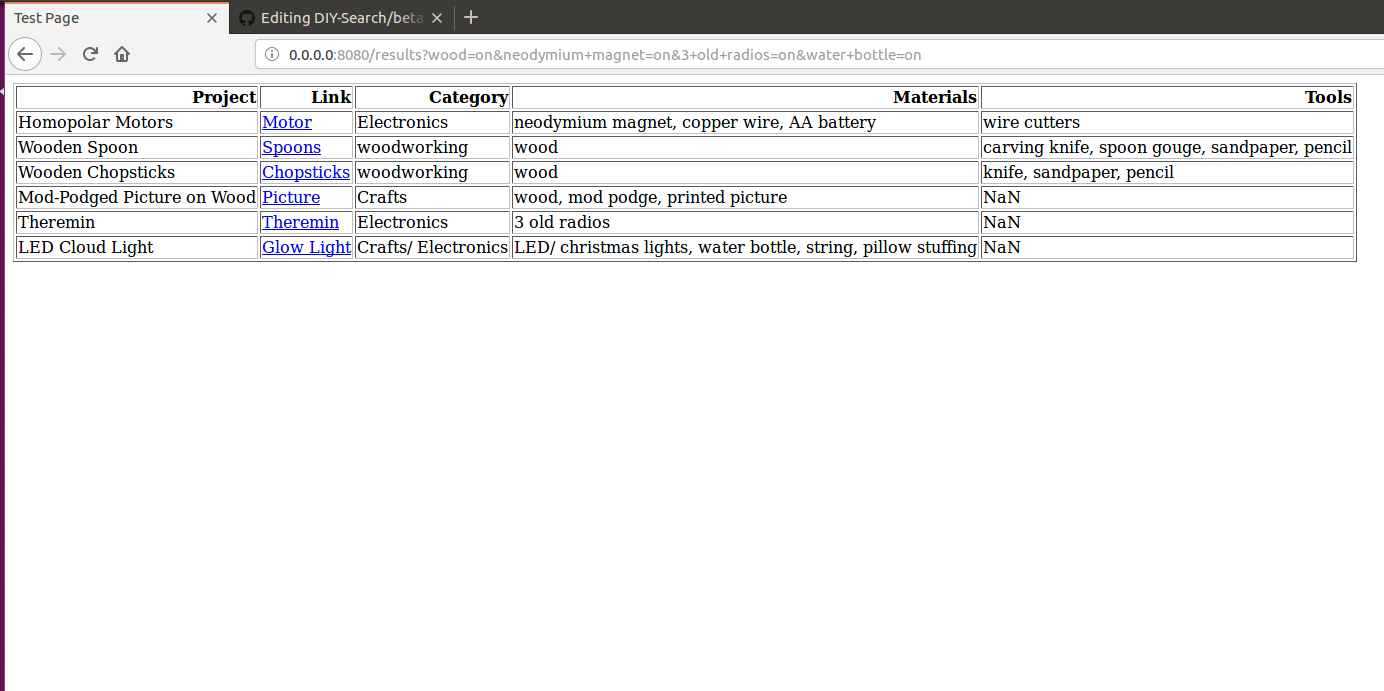 Test Page Editing DIY-Search/beta
0.0.0.0:8080/results?wood=on&neodymium+magnet=on&3+old+radios=on&water+bottle=on
Project Link Category Materials Tools
Homopolar Motors Motor Electronics neodymium magnet, copper wire, AA battery wire cutters
Wooden Spoon Spoons woodworking wood carving knife, spoon gouge, sandpaper, pencil
Wooden Chopsticks Chopsticks woodworking wood knife, sandpaper, pencil
Mod-Podged Picture on Wood Picture Crafts wood, mod podge, printed picture NaN
Theremin Theremin Electronics 3 old radios NaN
LED Cloud Light Glow Light Crafts/ Electronics LED/ christmas lights, water bottle, string, pillow stuffing NaN